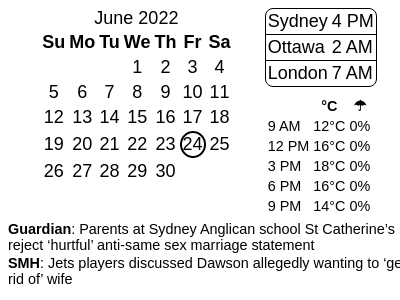 June 2022
Su Mo Tu We Th Fr Sa
1 2 3 4
5 6 7 8 9 10 11
12 13 14 15 16 17 18
19 20 21 22 23 24 25
26 27 28 29 30
Sydney 4 PM
Ottawa 2 AM
London 7 AM
°C ☂
9 AM 12°C 0%
12 PM 16°C 0%
3 PM 18°C 0%
6 PM 16°C 0%
9 PM 14°C 0%
Guardian: Parents at Sydney Anglican school St Catherine’s
reject ‘hurtful’ anti-same sex marriage statement
SMH: Jets players discussed Dawson allegedly wanting to ‘ge
rid of’ wife